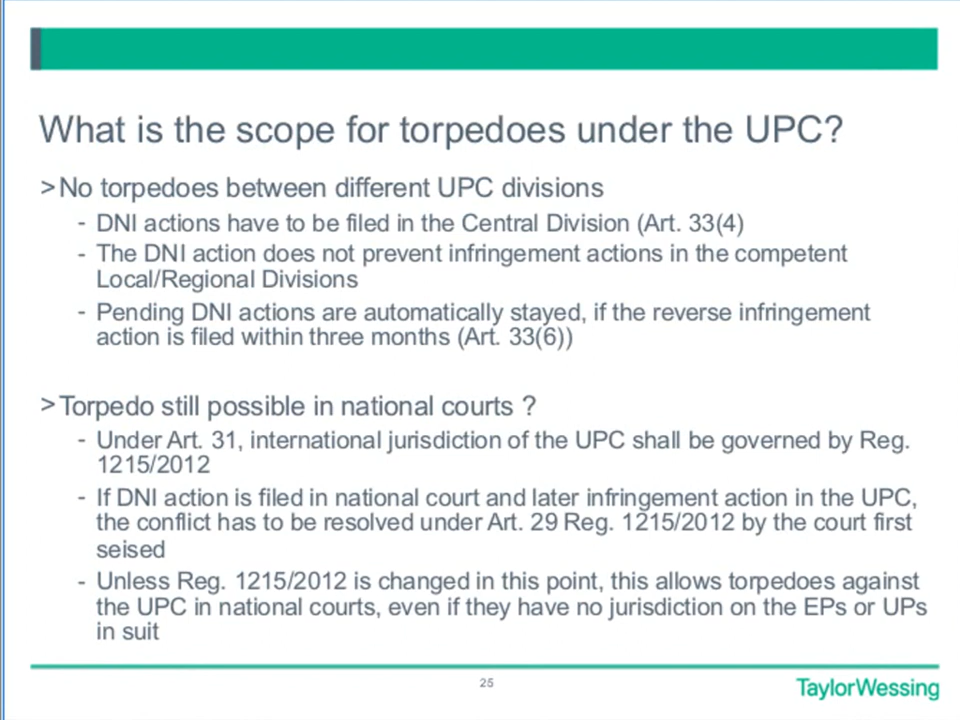 What is the scope for torpedoes under the UPC?
> No torpedoes between different UPC divisions
- DNI actions have to be filed in the Central Division (Art. 33(4)
- The DNI action does not prevent infringement actions in the competent
Local/Regional Divisions
- Pending DNI actions are automatically stayed, if the reverse infringement
action is filed within three months (Art. 33(6))
> Torpedo still possible in national courts ?
- Under Art. 31, international jurisdiction of the UPC shall be governed by Reg.
1215/2012
- If DNI action is filed in national court and later infringement action in the UPC,
the conflict has to be resolved under Art. 29 Reg. 1215/2012 by the court first
seised
- Unless Reg. 1215/2012 is changed in this point, this allows torpedoes against
the UPC in national courts, even if they have no jurisdiction on the EPs or UPs
in suit
25
TaylorWessing